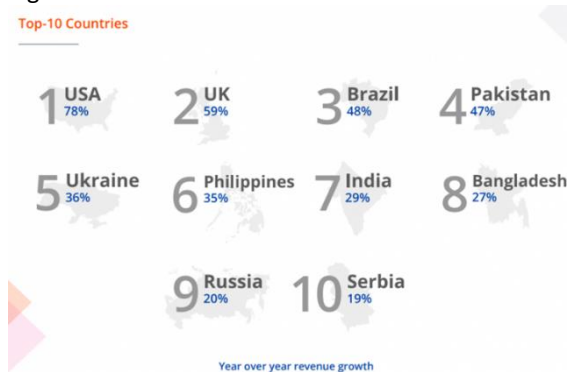 Top-10 Countries
1 USA
78%
2 UK
59%
3 Brazil
48%
4 Pakistan
47%
5 Ukraine
36%
6 Philippines
35%
7 India
29%
8 Bangladesh
27%
9 Russia
20%
10 Serbia
19%
Year over year revenue growth